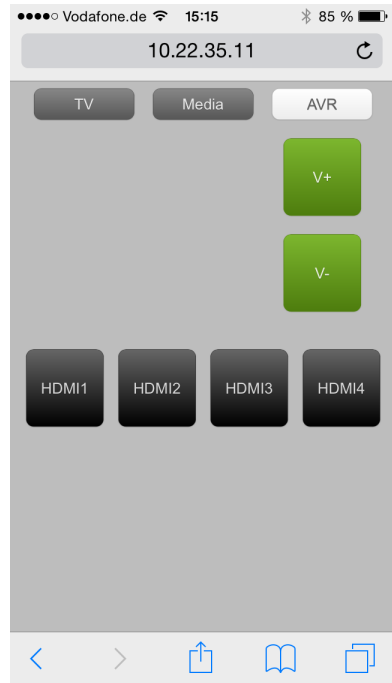 Vodafone.de 15:15 85 %
10.22.35.11
TV Media AVR
V+
V-
HDMI1 HDMI2 HDMI3 HDMI4